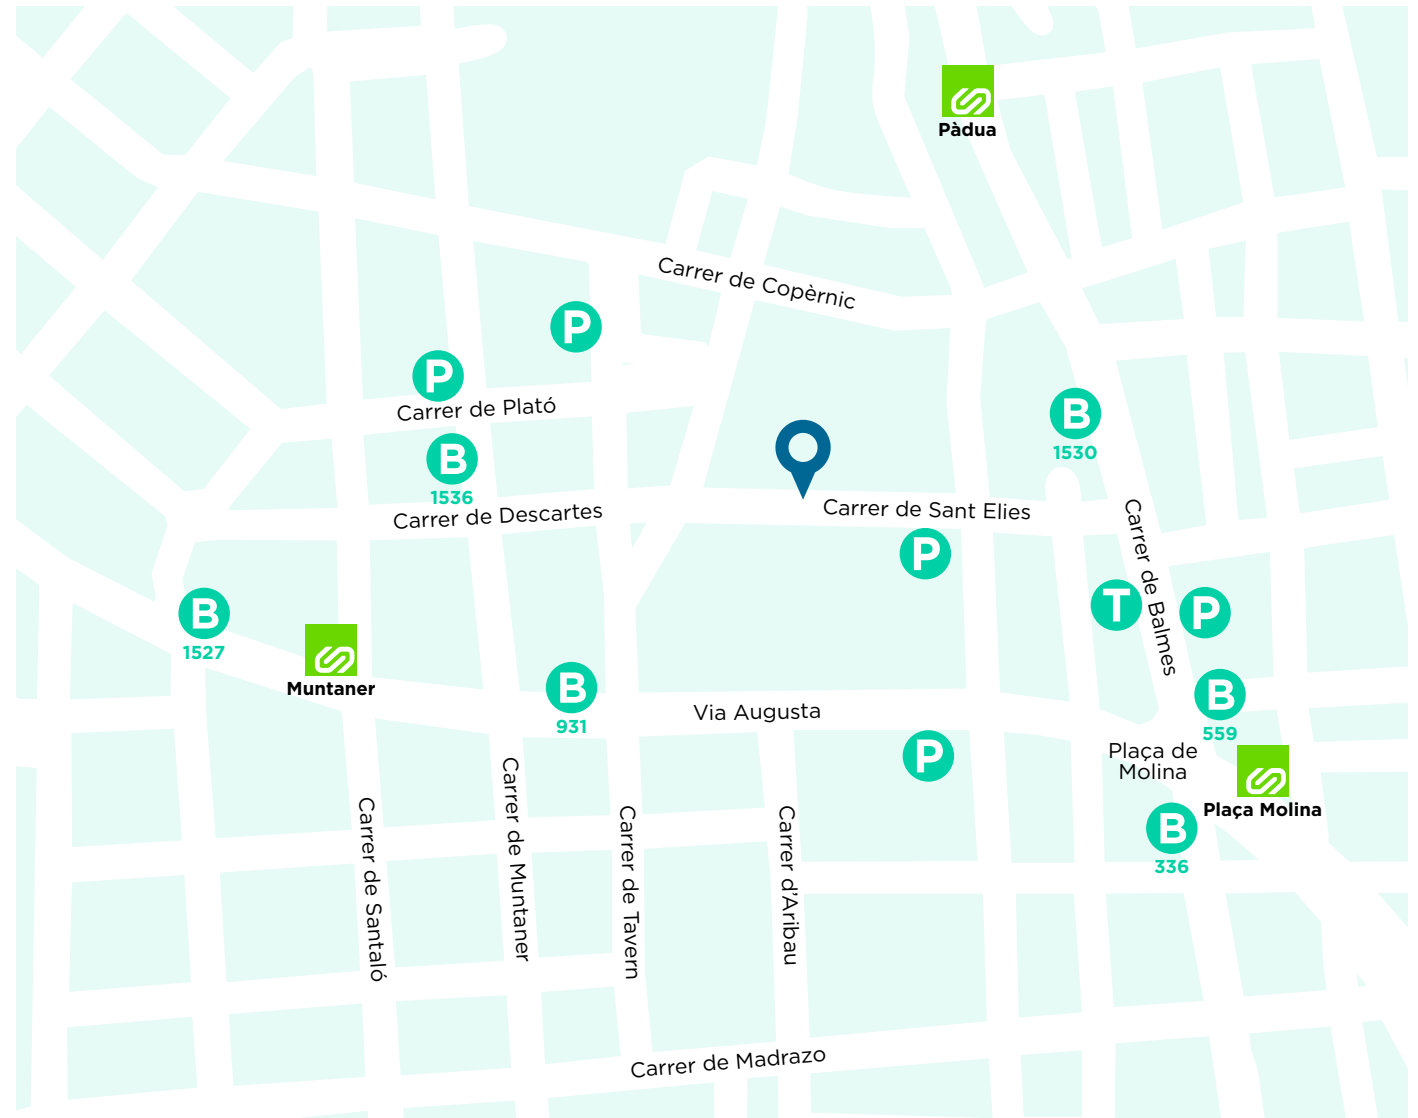 Pàdua
Carrer de Copèrnic
P
P
Carrer de Plató
B
1530
B
1536
Carrer de Descartes
Carrer de Sant Elies
P
Carrer de Balmes
T
P
B
1527
Muntaner
B
931
Via Augusta
B
559
P
Plaça de
Molina
Plaça Molina
B
336
Carrer de Santaló
Carrer de Muntaner
Carrer de Tavern
Carrer d'Aribau
Carrer de Madrazo